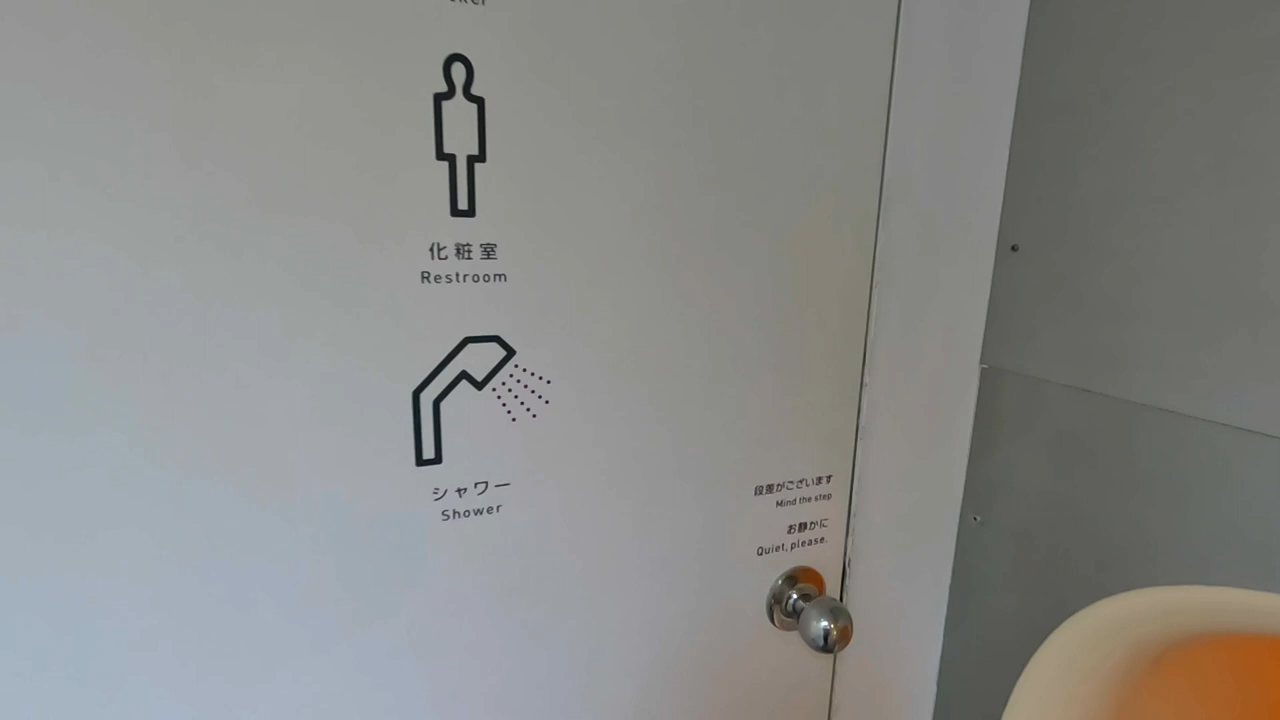 化粧室
Restroom
シャワー
Shower
段差がございます
Mind the step
お静かに
Quiet, please.